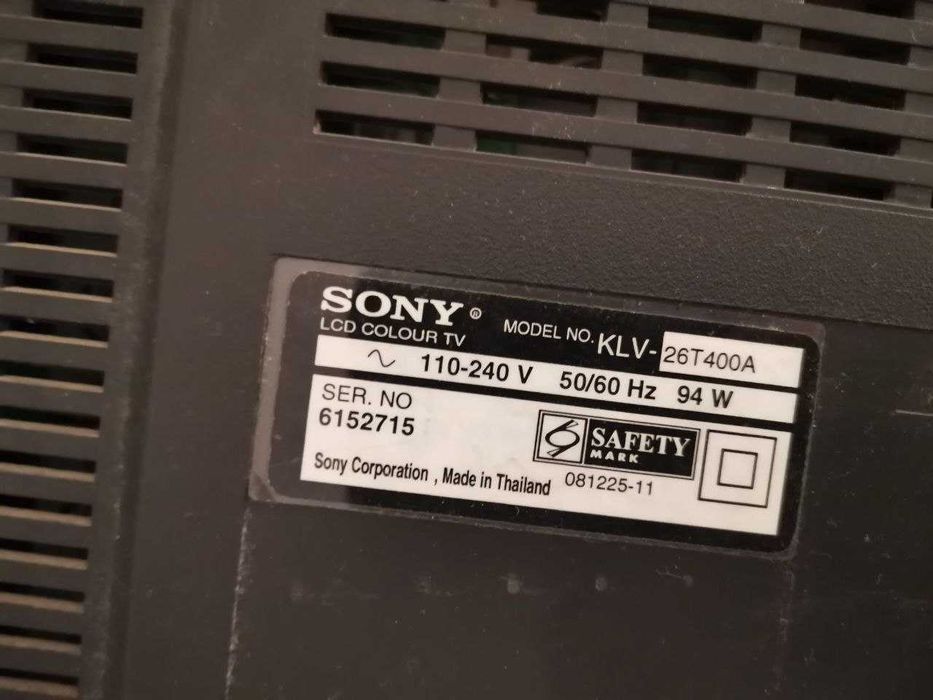 SONY®
LCD COLOUR TV MODEL NO. KLV-26T400A
110-240 V 50/60 Hz 94 W
SER. NO
6152715
SAFETY
MARK
Sony Corporation , Made in Thailand 081225-11